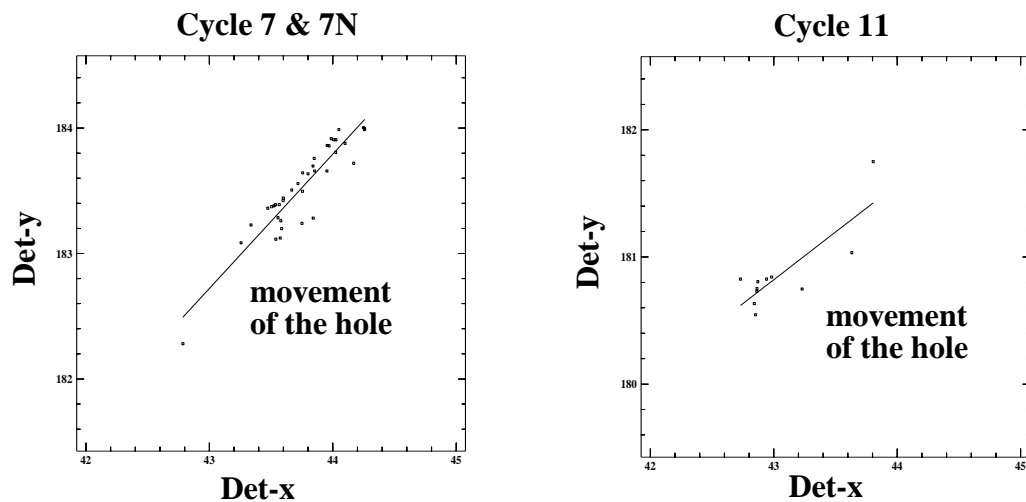 Cycle 7 & 7N
184
183
182
Det-y
movement
of the hole
42
43
44
45
Det-x
Cycle 11
182
181
180
Det-y
movement
of the hole
42
43
44
45
Det-x